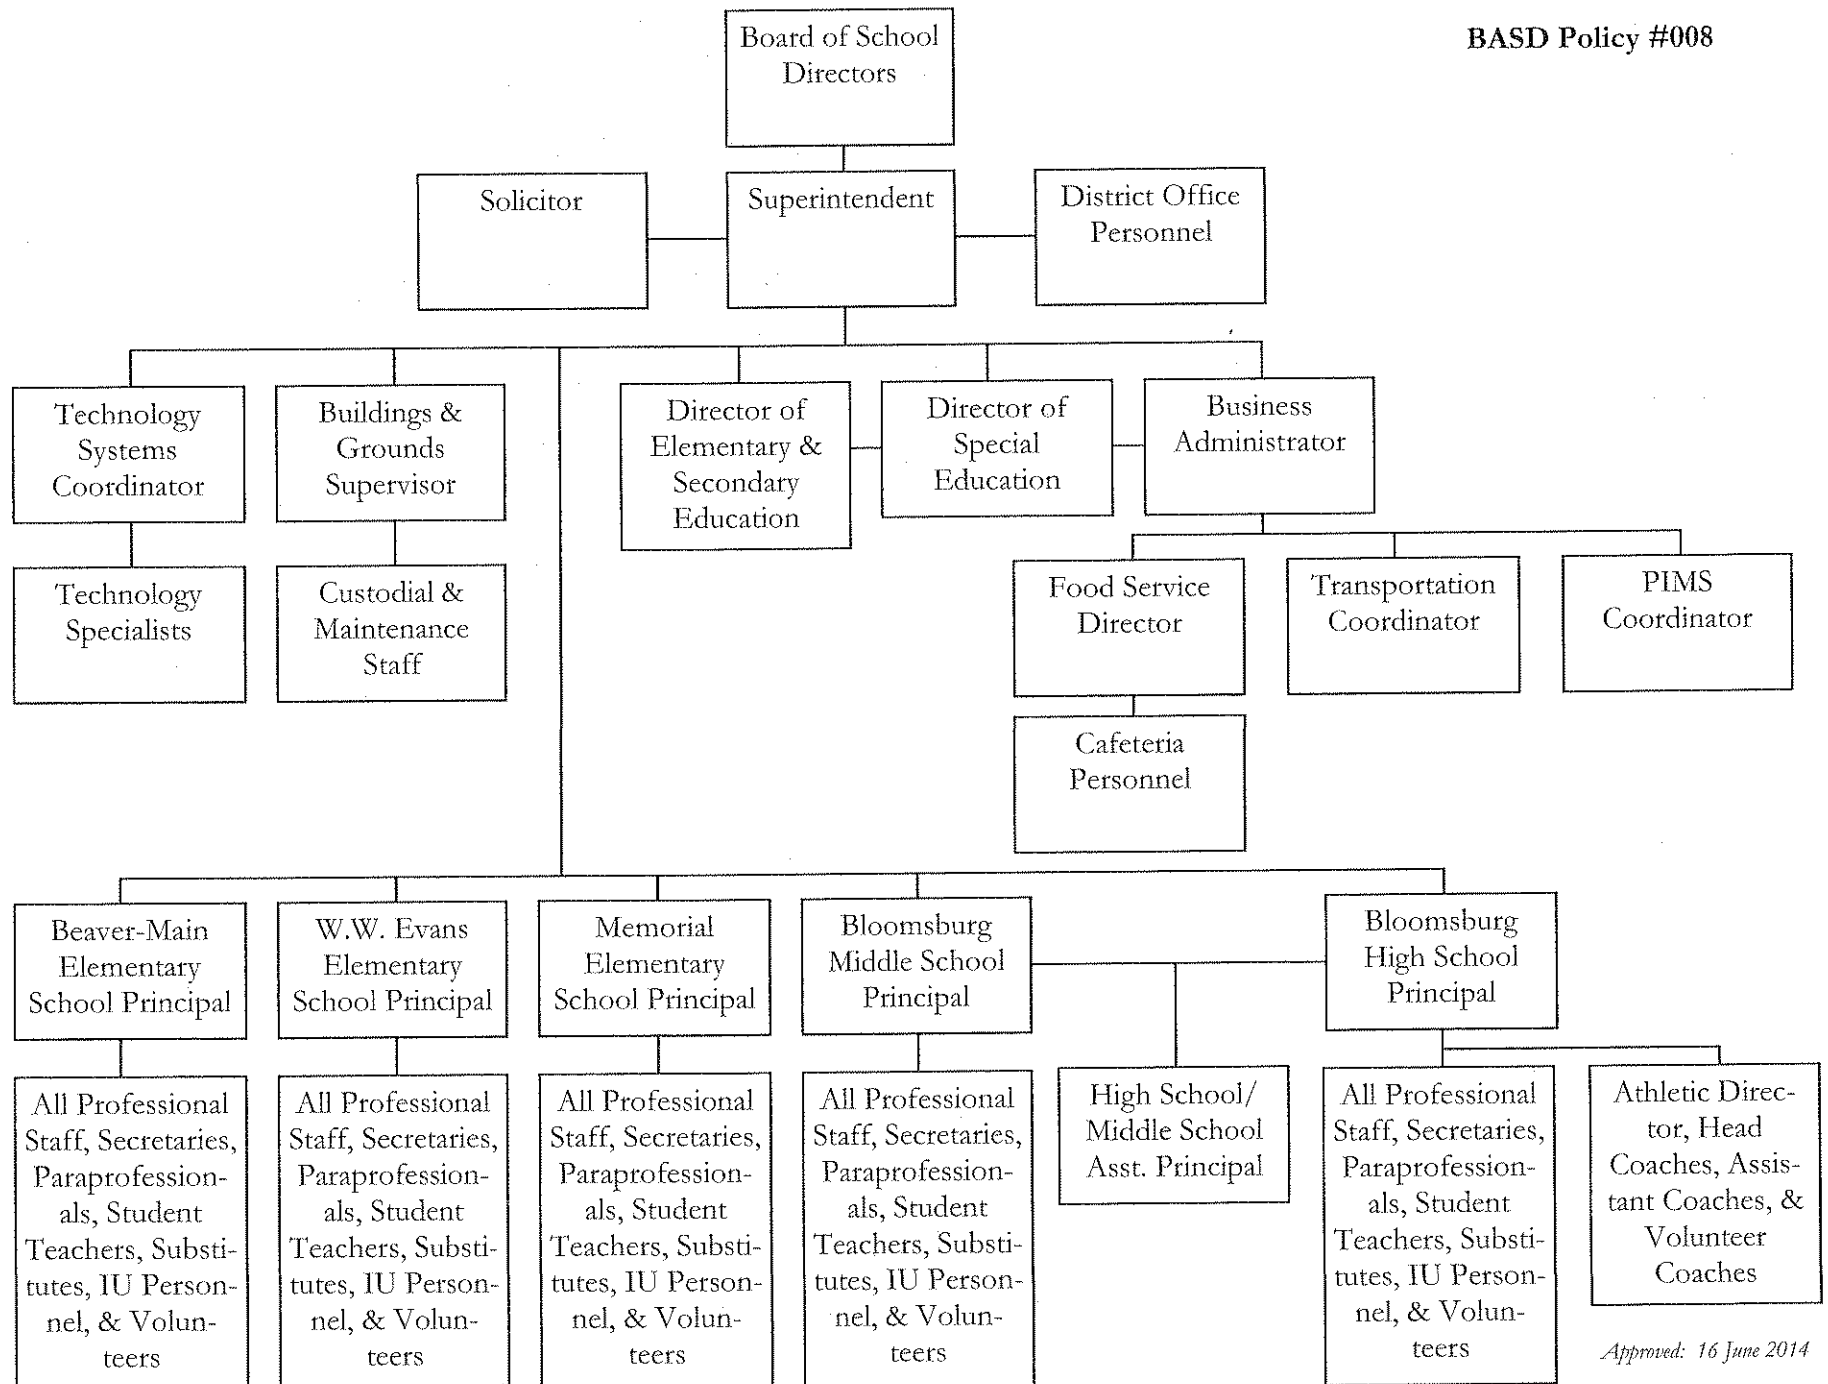 BASD Policy #008
Board of School
Directors
Solicitor
Superintendent
District Office
Personnel
Technology
Systems
Coordinator
Buildings &
Grounds
Supervisor
Director of
Elementary &
Secondary
Education
Director of
Special
Education
Business
Administrator
Technology
Specialists
Custodial &
Maintenance
Staff
Food Service
Director
Transportation
Coordinator
PIMS
Coordinator
Cafeteria
Personnel
Beaver-Main
Elementary
School Principal
W.W. Evans
Elementary
School Principal
Memorial
Elementary
School Principal
Bloomsburg
Middle School
Principal
Bloomsburg
High School
Principal
All Professional
Staff, Secretaries,
Paraprofession-
als, Student
Teachers, Substi-
tutes, IU Person-
nel, & Volun-
teers
All Professional
Staff, Secretaries,
Paraprofession-
als, Student
Teachers, Substi-
tutes, IU Person-
nel, & Volun-
teers
All Professional
Staff, Secretaries,
Paraprofession-
als, Student
Teachers, Substi-
tutes, IU Person-
nel, & Volun-
teers
All Professional
Staff, Secretaries,
Paraprofession-
als, Student
Teachers, Substi-
tutes, IU Person-
nel, & Volun-
teers
High School/
Middle School
Asst. Principal
All Professional
Staff, Secretaries,
Paraprofession-
als, Student
Teachers, Substi-
tutes, IU Person-
nel, & Volun-
teers
Athletic Direc-
tor, Head
Coaches, Assis-
tant Coaches, &
Volunteer
Coaches
Approved: 16 June 2014